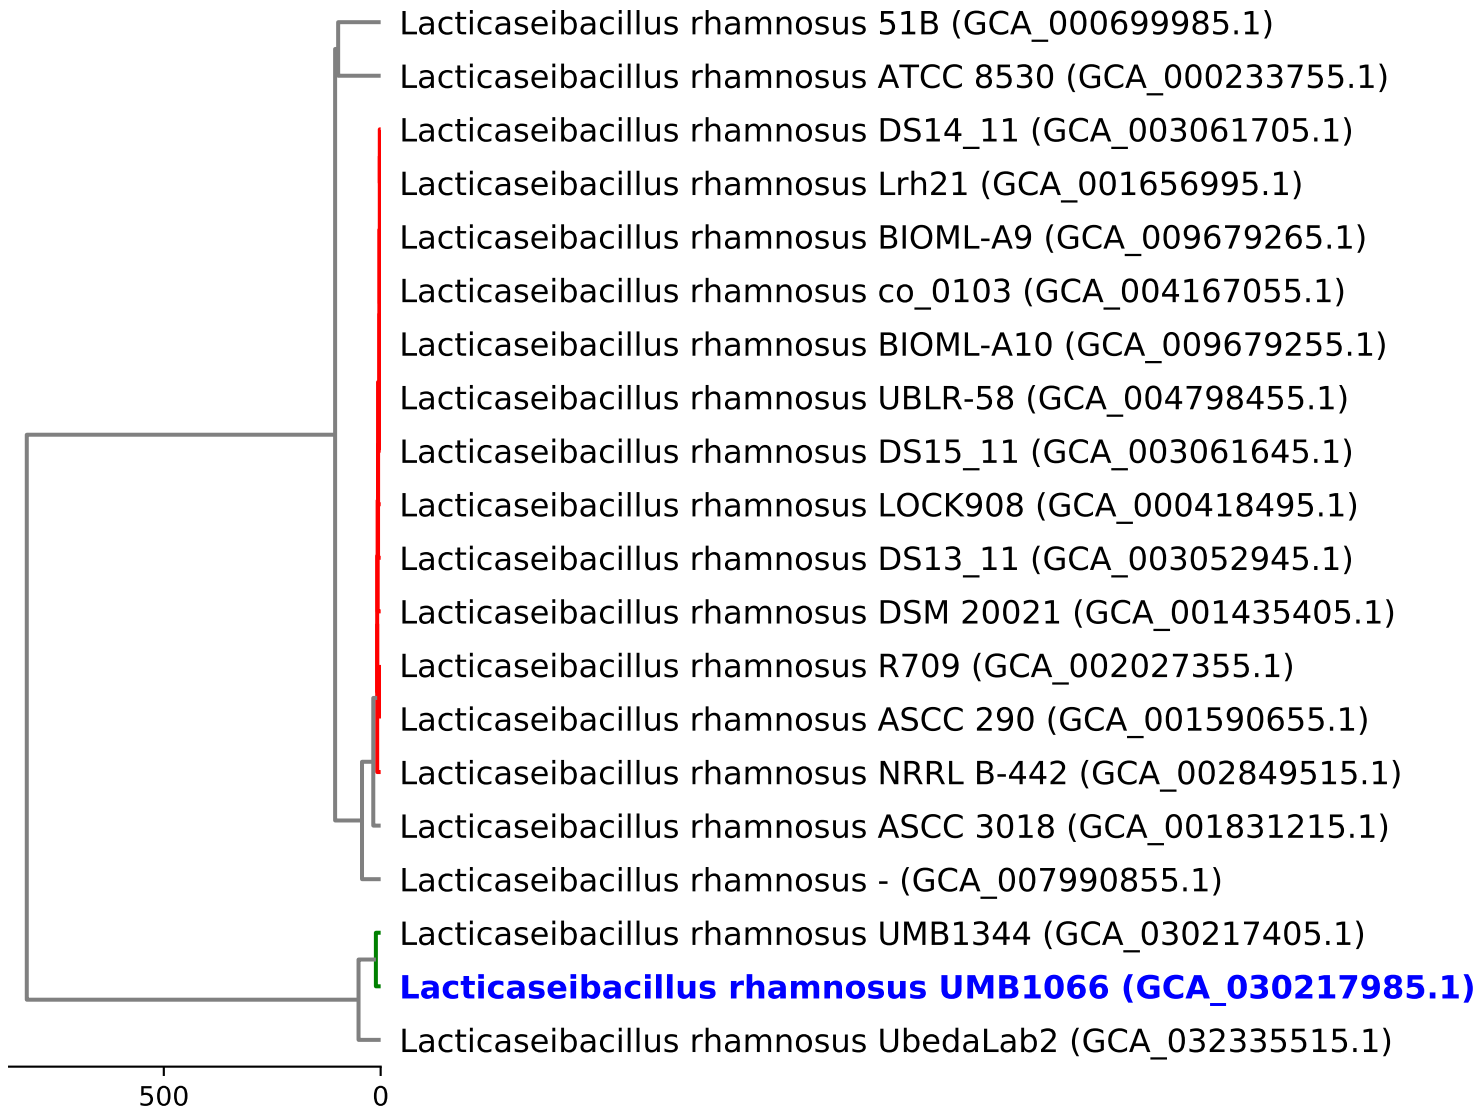 Lacticaseibacillus rhamnosus 51B (GCA_000699985.1)
Lacticaseibacillus rhamnosus ATCC 8530 (GCA_000233755.1)
Lacticaseibacillus rhamnosus DS14_11 (GCA_003061705.1)
Lacticaseibacillus rhamnosus Lrh21 (GCA_001656995.1)
Lacticaseibacillus rhamnosus BIOML-A9 (GCA_009679265.1)
Lacticaseibacillus rhamnosus co_0103 (GCA_004167055.1)
Lacticaseibacillus rhamnosus BIOML-A10 (GCA_009679255.1)
Lacticaseibacillus rhamnosus UBLR-58 (GCA_004798455.1)
Lacticaseibacillus rhamnosus DS15_11 (GCA_003061645.1)
Lacticaseibacillus rhamnosus LOCK908 (GCA_000418495.1)
Lacticaseibacillus rhamnosus DS13_11 (GCA_003052945.1)
Lacticaseibacillus rhamnosus DSM 20021 (GCA_001435405.1)
Lacticaseibacillus rhamnosus R709 (GCA_002027355.1)
Lacticaseibacillus rhamnosus ASCC 290 (GCA_001590655.1)
Lacticaseibacillus rhamnosus NRRL B-442 (GCA_002849515.1)
Lacticaseibacillus rhamnosus ASCC 3018 (GCA_001831215.1)
Lacticaseibacillus rhamnosus - (GCA_007990855.1)
Lacticaseibacillus rhamnosus UMB1344 (GCA_030217405.1)
Lacticaseibacillus rhamnosus UMB1066 (GCA_030217985.1)
Lacticaseibacillus rhamnosus UbedaLab2 (GCA_032335515.1)
500 0